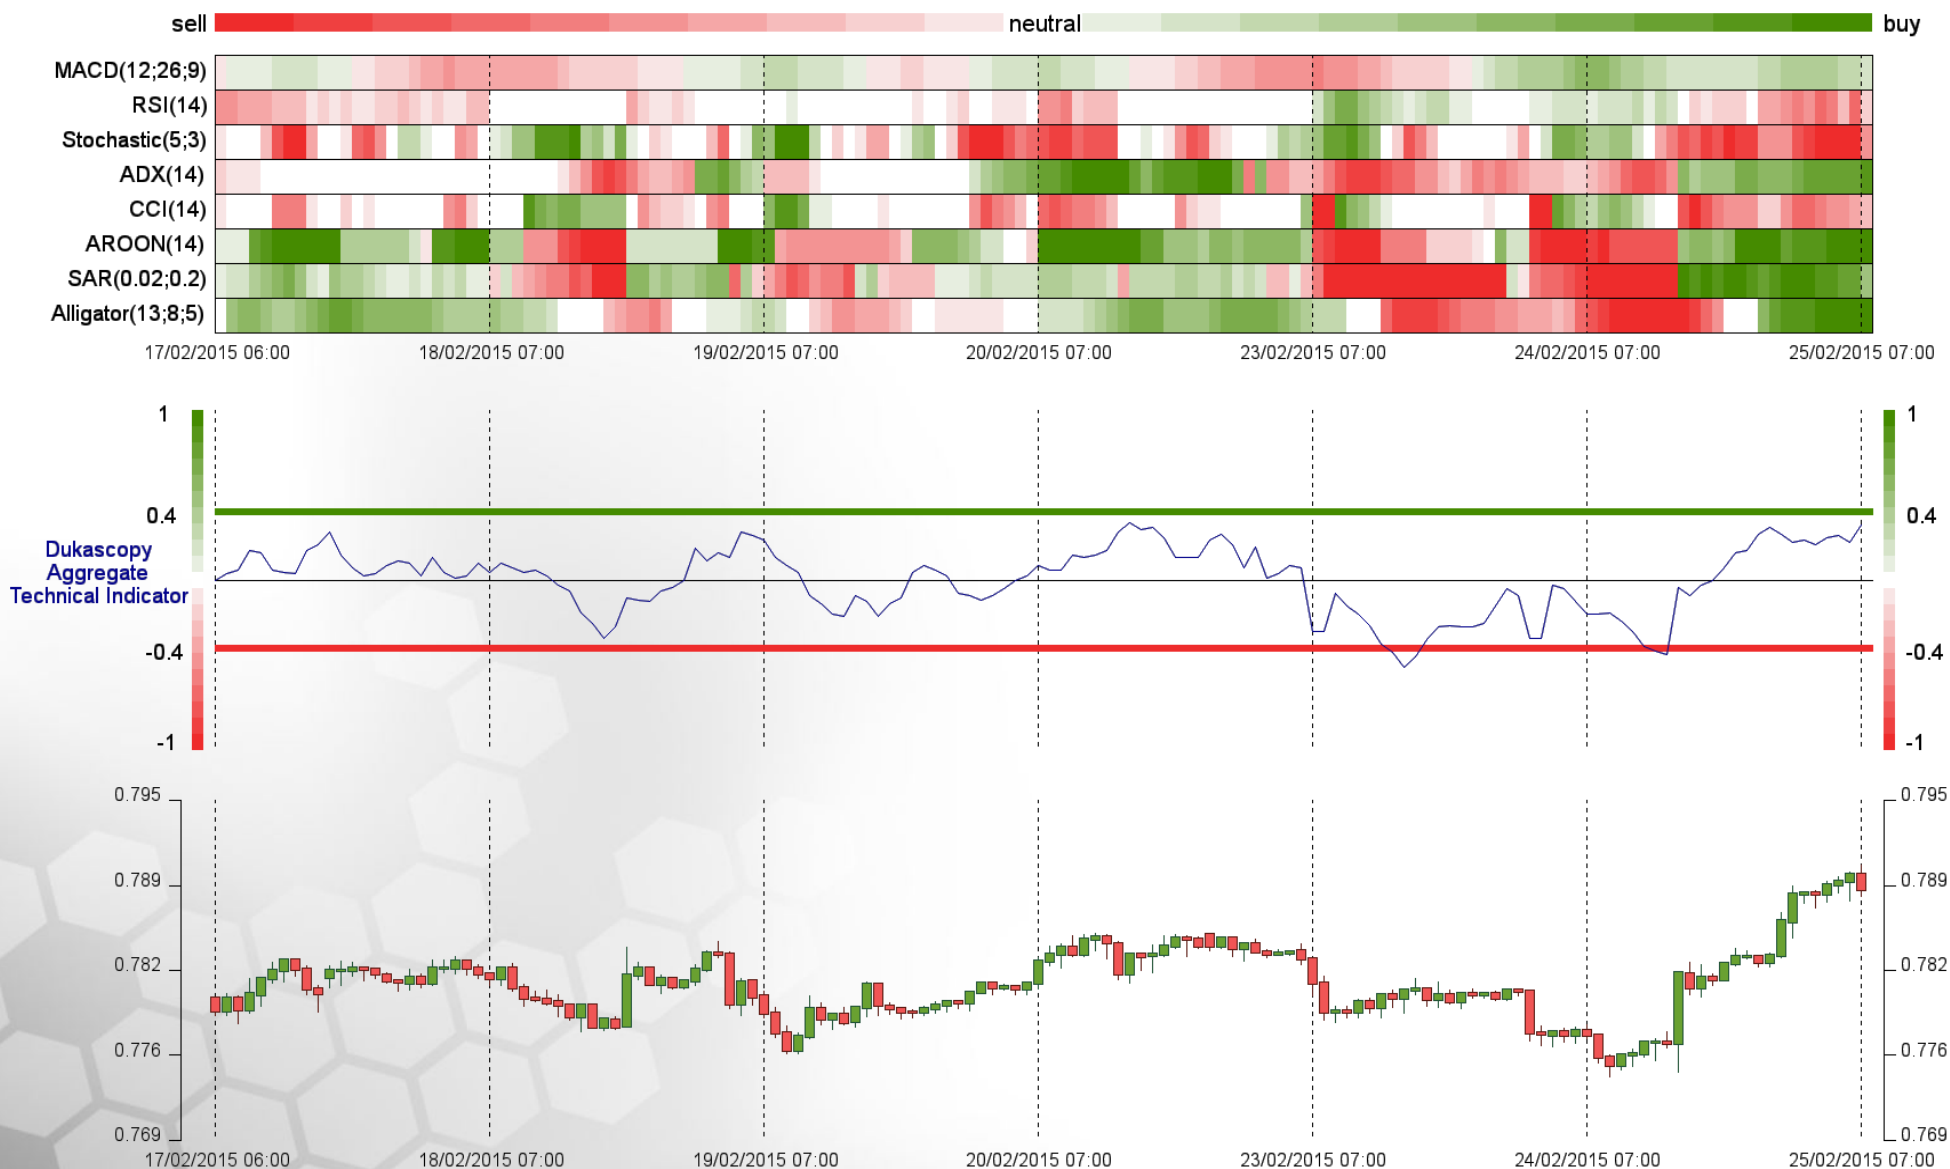 sell neutral buy
MACD(12;26;9)
RSI(14)
Stochastic(5;3)
ADX(14)
CCI(14)
AROON(14)
SAR(0.02;0.2)
Alligator(13;8;5)
17/02/2015 06:00 18/02/2015 07:00 19/02/2015 07:00 20/02/2015 07:00 23/02/2015 07:00 24/02/2015 07:00 25/02/2015 07:00
1 1
0.4 0.4
Dukascopy
Aggregate
Technical Indicator
-0.4 -0.4
-1 -1
0.795 0.795
0.789 0.789
0.782 0.782
0.776 0.776
0.769 0.769
17/02/2015 06:00 18/02/2015 07:00 19/02/2015 07:00 20/02/2015 07:00 23/02/2015 07:00 24/02/2015 07:00 25/02/2015 07:00